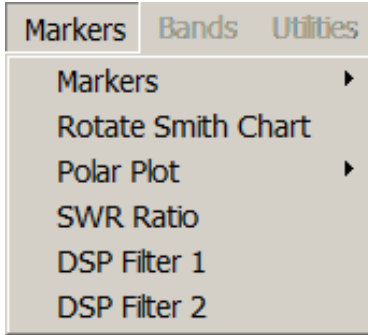 Markers Bands Utilities
Markers
Rotate Smith Chart
Polar Plot
SWR Ratio
DSP Filter 1
DSP Filter 2